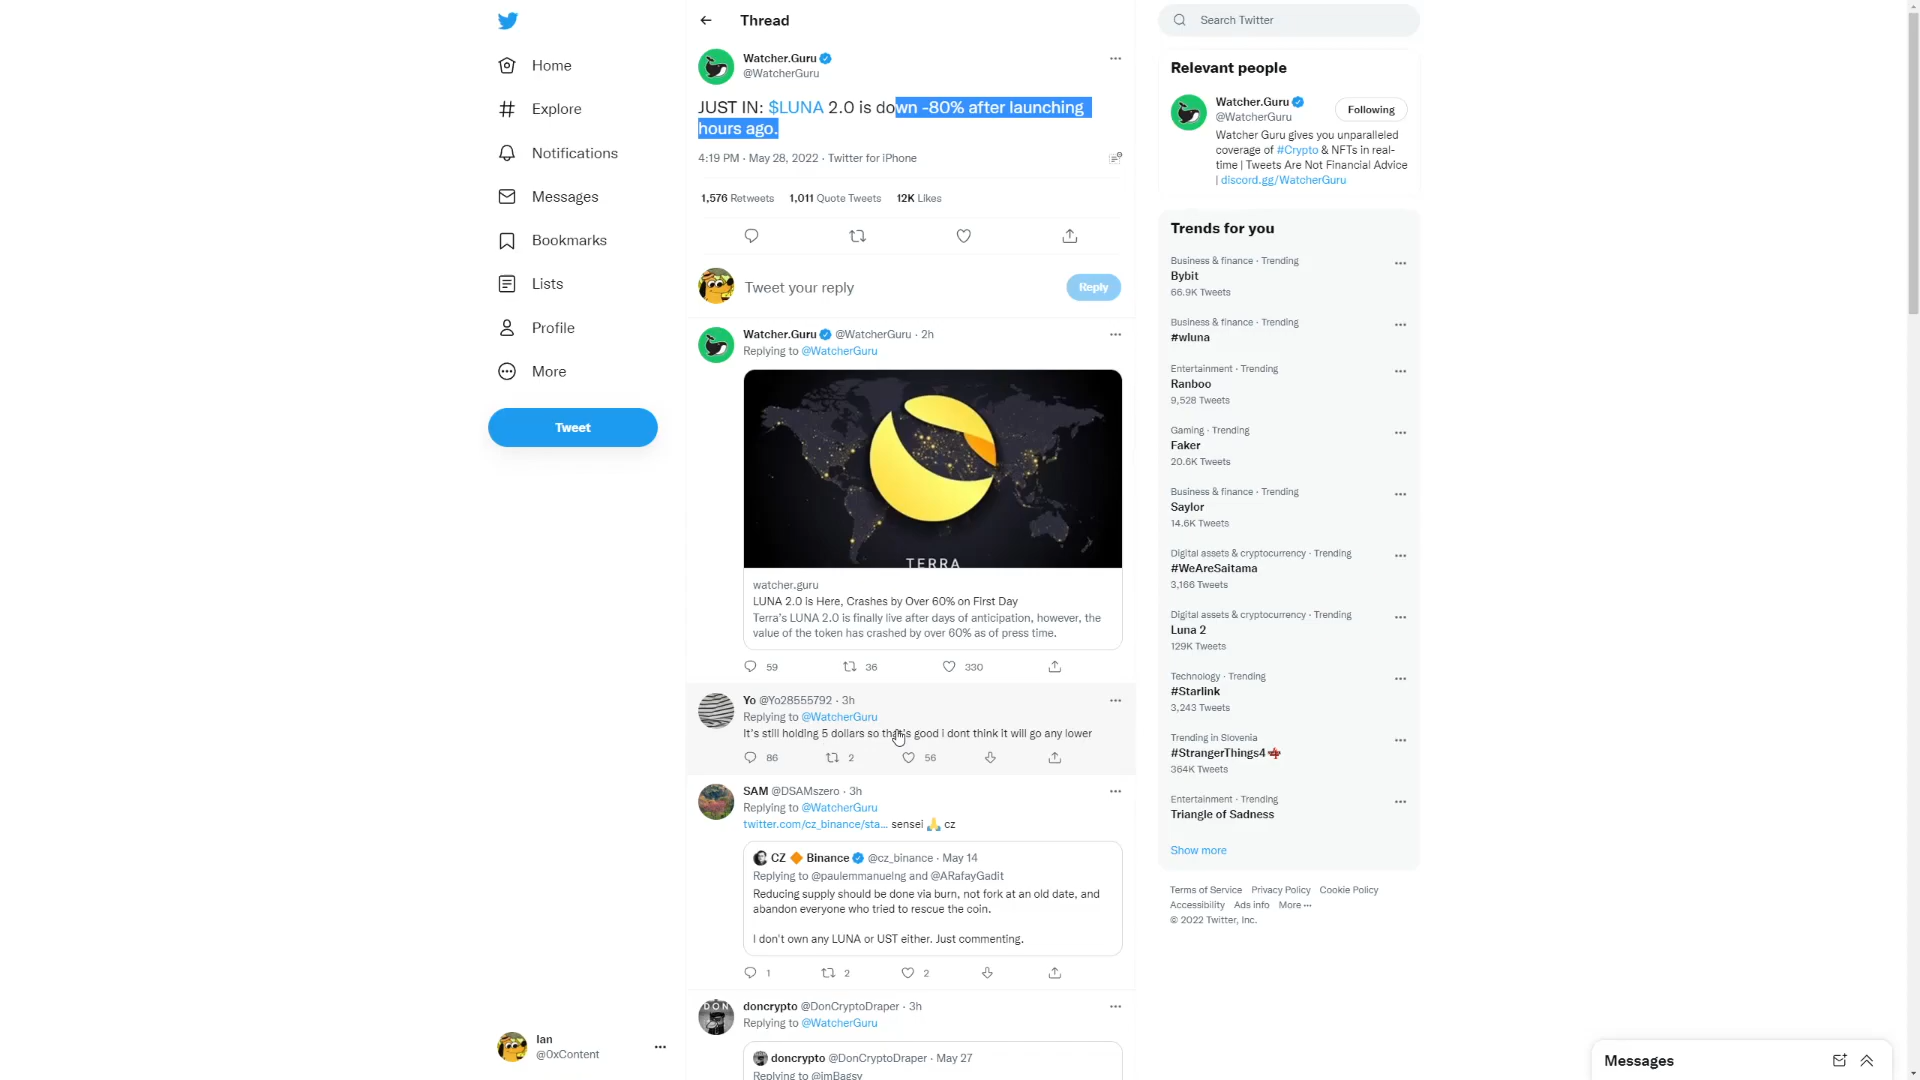 Home
Explore
Notifications
Messages
Bookmarks
Lists
Profile
More
Tweet
Ian
@0xContent
Thread
Watcher.Guru
@WatcherGuru
JUST IN: $LUNA 2.0 is down -80% after launching
hours ago.
4:19 PM · May 28, 2022 · Twitter for iPhone
1,576 Retweets 1,011 Quote Tweets 12K Likes
Tweet your reply
Reply
Watcher.Guru @WatcherGuru · 2h
Replying to @WatcherGuru
TERRA
watcher.guru
LUNA 2.0 is Here, Crashes by Over 60% on First Day
Terra's LUNA 2.0 is finally live after days of anticipation, however, the
value of the token has crashed by over 60% as of press time.
59 36 330
Yo @Yo28555792 · 3h
Replying to @WatcherGuru
It's still holding 5 dollars so that's good i dont think it will go any lower
86 2 56
SAM @DSAMszero · 3h
Replying to @WatcherGuru
twitter.com/cz_binance/sta... sensei 🙏 cz
CZ 🔶 Binance @cz_binance · May 14
Replying to @paulemmanuelng and @ARafayGadit
Reducing supply should be done via burn, not fork at an old date, and
abandon everyone who tried to rescue the coin.
I don't own any LUNA or UST either. Just commenting.
1 2 2
DON
doncrypto @DonCryptoDraper · 3h
Replying to @WatcherGuru
doncrypto @DonCryptoDraper · May 27
Replying to @imBagsy
Search Twitter
Relevant people
Watcher.Guru
@WatcherGuru
Following
Watcher Guru gives you unparalleled
coverage of #Crypto & NFTs in real-
time | Tweets Are Not Financial Advice
| discord.gg/WatcherGuru
Trends for you
Business & finance · Trending
Bybit
66.9K Tweets
Business & finance · Trending
#wluna
Entertainment · Trending
Ranboo
9,528 Tweets
Gaming · Trending
Faker
20.6K Tweets
Business & finance · Trending
Saylor
14.6K Tweets
Digital assets & cryptocurrency · Trending
#WeAreSaitama
3,166 Tweets
Digital assets & cryptocurrency · Trending
Luna 2
129K Tweets
Technology · Trending
#Starlink
3,243 Tweets
Trending in Slovenia
#StrangerThings4
364K Tweets
Entertainment · Trending
Triangle of Sadness
Show more
Terms of Service Privacy Policy Cookie Policy
Accessibility Ads info More ···
© 2022 Twitter, Inc.
Messages